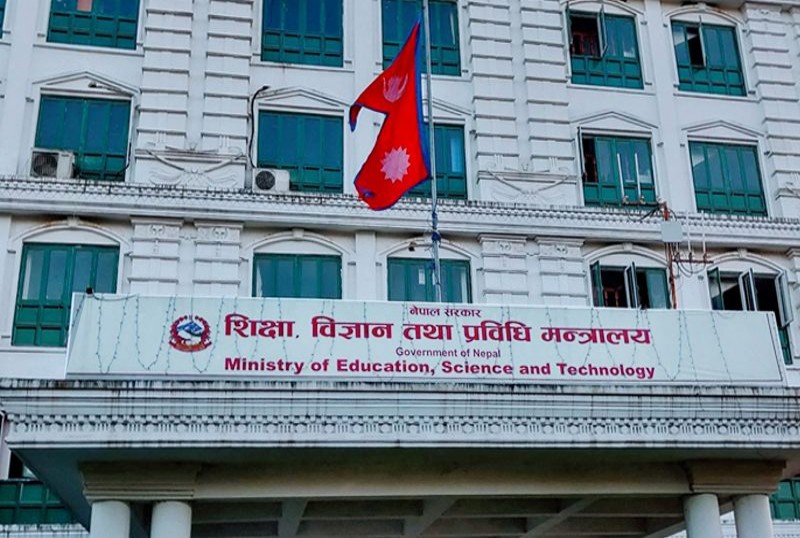 नेपाल सरकार
शिक्षा, विज्ञान तथा प्रविधि मन्त्रालय
Government of Nepal
Ministry of Education, Science and Technology